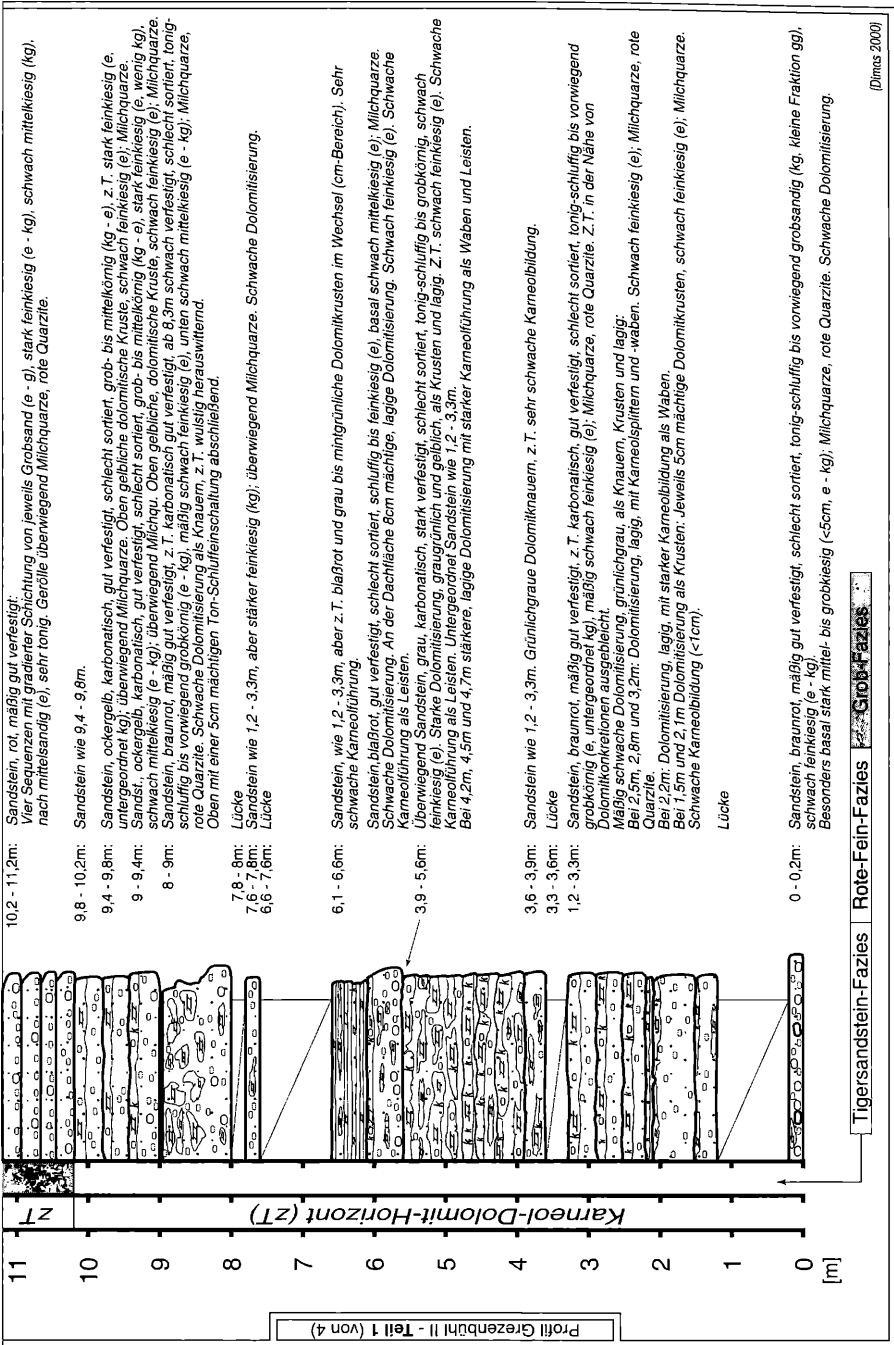 10,2 - 11,2m: Sandstein, rot, mäßig gut verfestigt:
Vier Sequenzen mit gradierter Schichtung von jeweils Grobsand (e - g), stark feinkiesig (e - kg), schwach mittelkiesig (kg),
nach mittelsandig (e), sehr tonig. Gerölle überwiegend Milchquarze, rote Quarzite.
9,8 - 10,2m: Sandstein wie 9,4 - 9,8m.
9,4 - 9,8m: Sandstein, ockergelb, karbonatisch, gut verfestigt, schlecht sortiert, grob- bis mittelkörnig (kg - e), z.T. stark feinkiesig (e,
untergeordnet kg); überwiegend Milchquarze. Oben gelbliche dolomitische Kruste, schwach feinkiesig (e); Milchquarze.
9 - 9,4m: Sandst., ockergelb, karbonatisch, gut verfestigt, schlecht sortiert, grob- bis mittelkörnig (kg - e), stark feinkiesig (e, wenig kg),
schwach mittelkiesig (e - kg); überwiegend Milchqu. Oben gelbliche, dolomitische Kruste, schwach feinkiesig (e); Milchquarze.
8 - 9m: Sandstein, braunrot, mäßig gut verfestigt, z.T. karbonatisch gut verfestigt, ab 8,3m schwach verfestigt, schlecht sortiert, tonig-
schluffig bis vorwiegend grobkörnig (e - kg), mäßig schwach feinkiesig (e), unten schwach mittelkiesig (e - kg); Milchquarze,
rote Quarzite. Schwache Dolomitisierung als Knauern, z.T. wulstig herauswitternd.
Oben mit einer 5cm mächtigen Ton-Schluffeinschaltung abschließend.
7,8 - 8m: Lücke
7,6 - 7,8m: Sandstein wie 1,2 - 3,3m, aber stärker feinkiesig (kg); überwiegend Milchquarze. Schwache Dolomitisierung.
6,6 - 7,6m: Lücke
6,1 - 6,6m: Sandstein, wie 1,2 - 3,3m, aber z.T. blaßrot und grau bis mintgrünliche Dolomitkrusten im Wechsel (cm-Bereich). Sehr
schwache Karneolführung.
Sandstein,blaßrot, gut verfestigt, schlecht sortiert, schluffig bis feinkiesig (e), basal schwach mittelkiesig (e); Milchquarze.
Schwache Dolomitisierung. An der Dachfläche 8cm mächtige, lagige Dolomitisierung. Schwach feinkiesig (e). Schwache
Karneolführung als Leisten.
3,9 - 5,6m: Überwiegend Sandstein, grau, karbonatisch, stark verfestigt, schlecht sortiert, tonig-schluffig bis grobkörnig, schwach
feinkiesig (e). Starke Dolomitisierung, graugrünlich und gelblich, als Krusten und lagig. Z.T. schwach feinkiesig (e). Schwache
Karneolführung als Leisten. Untergeordnet Sandstein wie 1,2 - 3,3m.
Bei 4,2m, 4,5m und 4,7m stärkere, lagige Dolomitisierung mit starker Karneolführung als Waben und Leisten.
3,6 - 3,9m: Sandstein wie 1,2 - 3,3m. Grünlichgraue Dolomitknauern, z.T. sehr schwache Karneolbildung.
3,3 - 3,6m: Lücke
1,2 - 3,3m: Sandstein, braunrot, mäßig gut verfestigt, z.T. karbonatisch, gut verfestigt, schlecht sortiert, tonig-schluffig bis vorwiegend
grobkörnig (e, untergeordnet kg), mäßig schwach feinkiesig (e); Milchquarze, rote Quarzite. Z.T. in der Nähe von
Dolomitkonkretionen ausgebleicht.
Mäßig schwache Dolomitisierung, grünlichgrau, als Knauern, Krusten und lagig:
Bei 2,5m, 2,8m und 3,2m: Dolomitisierung, lagig, mit Karneolsplittern und -waben. Schwach feinkiesig (e); Milchquarze, rote
Quarzite.
Bei 2,2m: Dolomitisierung, lagig, mit starker Karneolbildung als Waben.
Bei 1,5m und 2,1m Dolomitisierung als Krusten: Jeweils 5cm mächtige Dolomitkrusten, schwach feinkiesig (e); Milchquarze.
Schwache Karneolbildung (<1cm).
Lücke
0 - 0,2m: Sandstein, braunrot, mäßig gut verfestigt, schlecht sortiert, tonig-schluffig bis vorwiegend grobsandig (kg, kleine Fraktion gg),
schwach feinkiesig (e - kg).
Besonders basal stark mittel- bis grobkiesig (<5cm, e - kg); Milchquarze, rote Quarzite. Schwache Dolomitisierung.
[Dimas 2000]
Tigersandstein-Fazies Rote-Fein-Fazies Grob-Fazies
zT
Karneol-Dolomit-Horizont (zT)
11
10
9
8
7
6
5
4
3
2
1
0
[m]
Profil Grezenbühl II - Teil 1 (von 4)